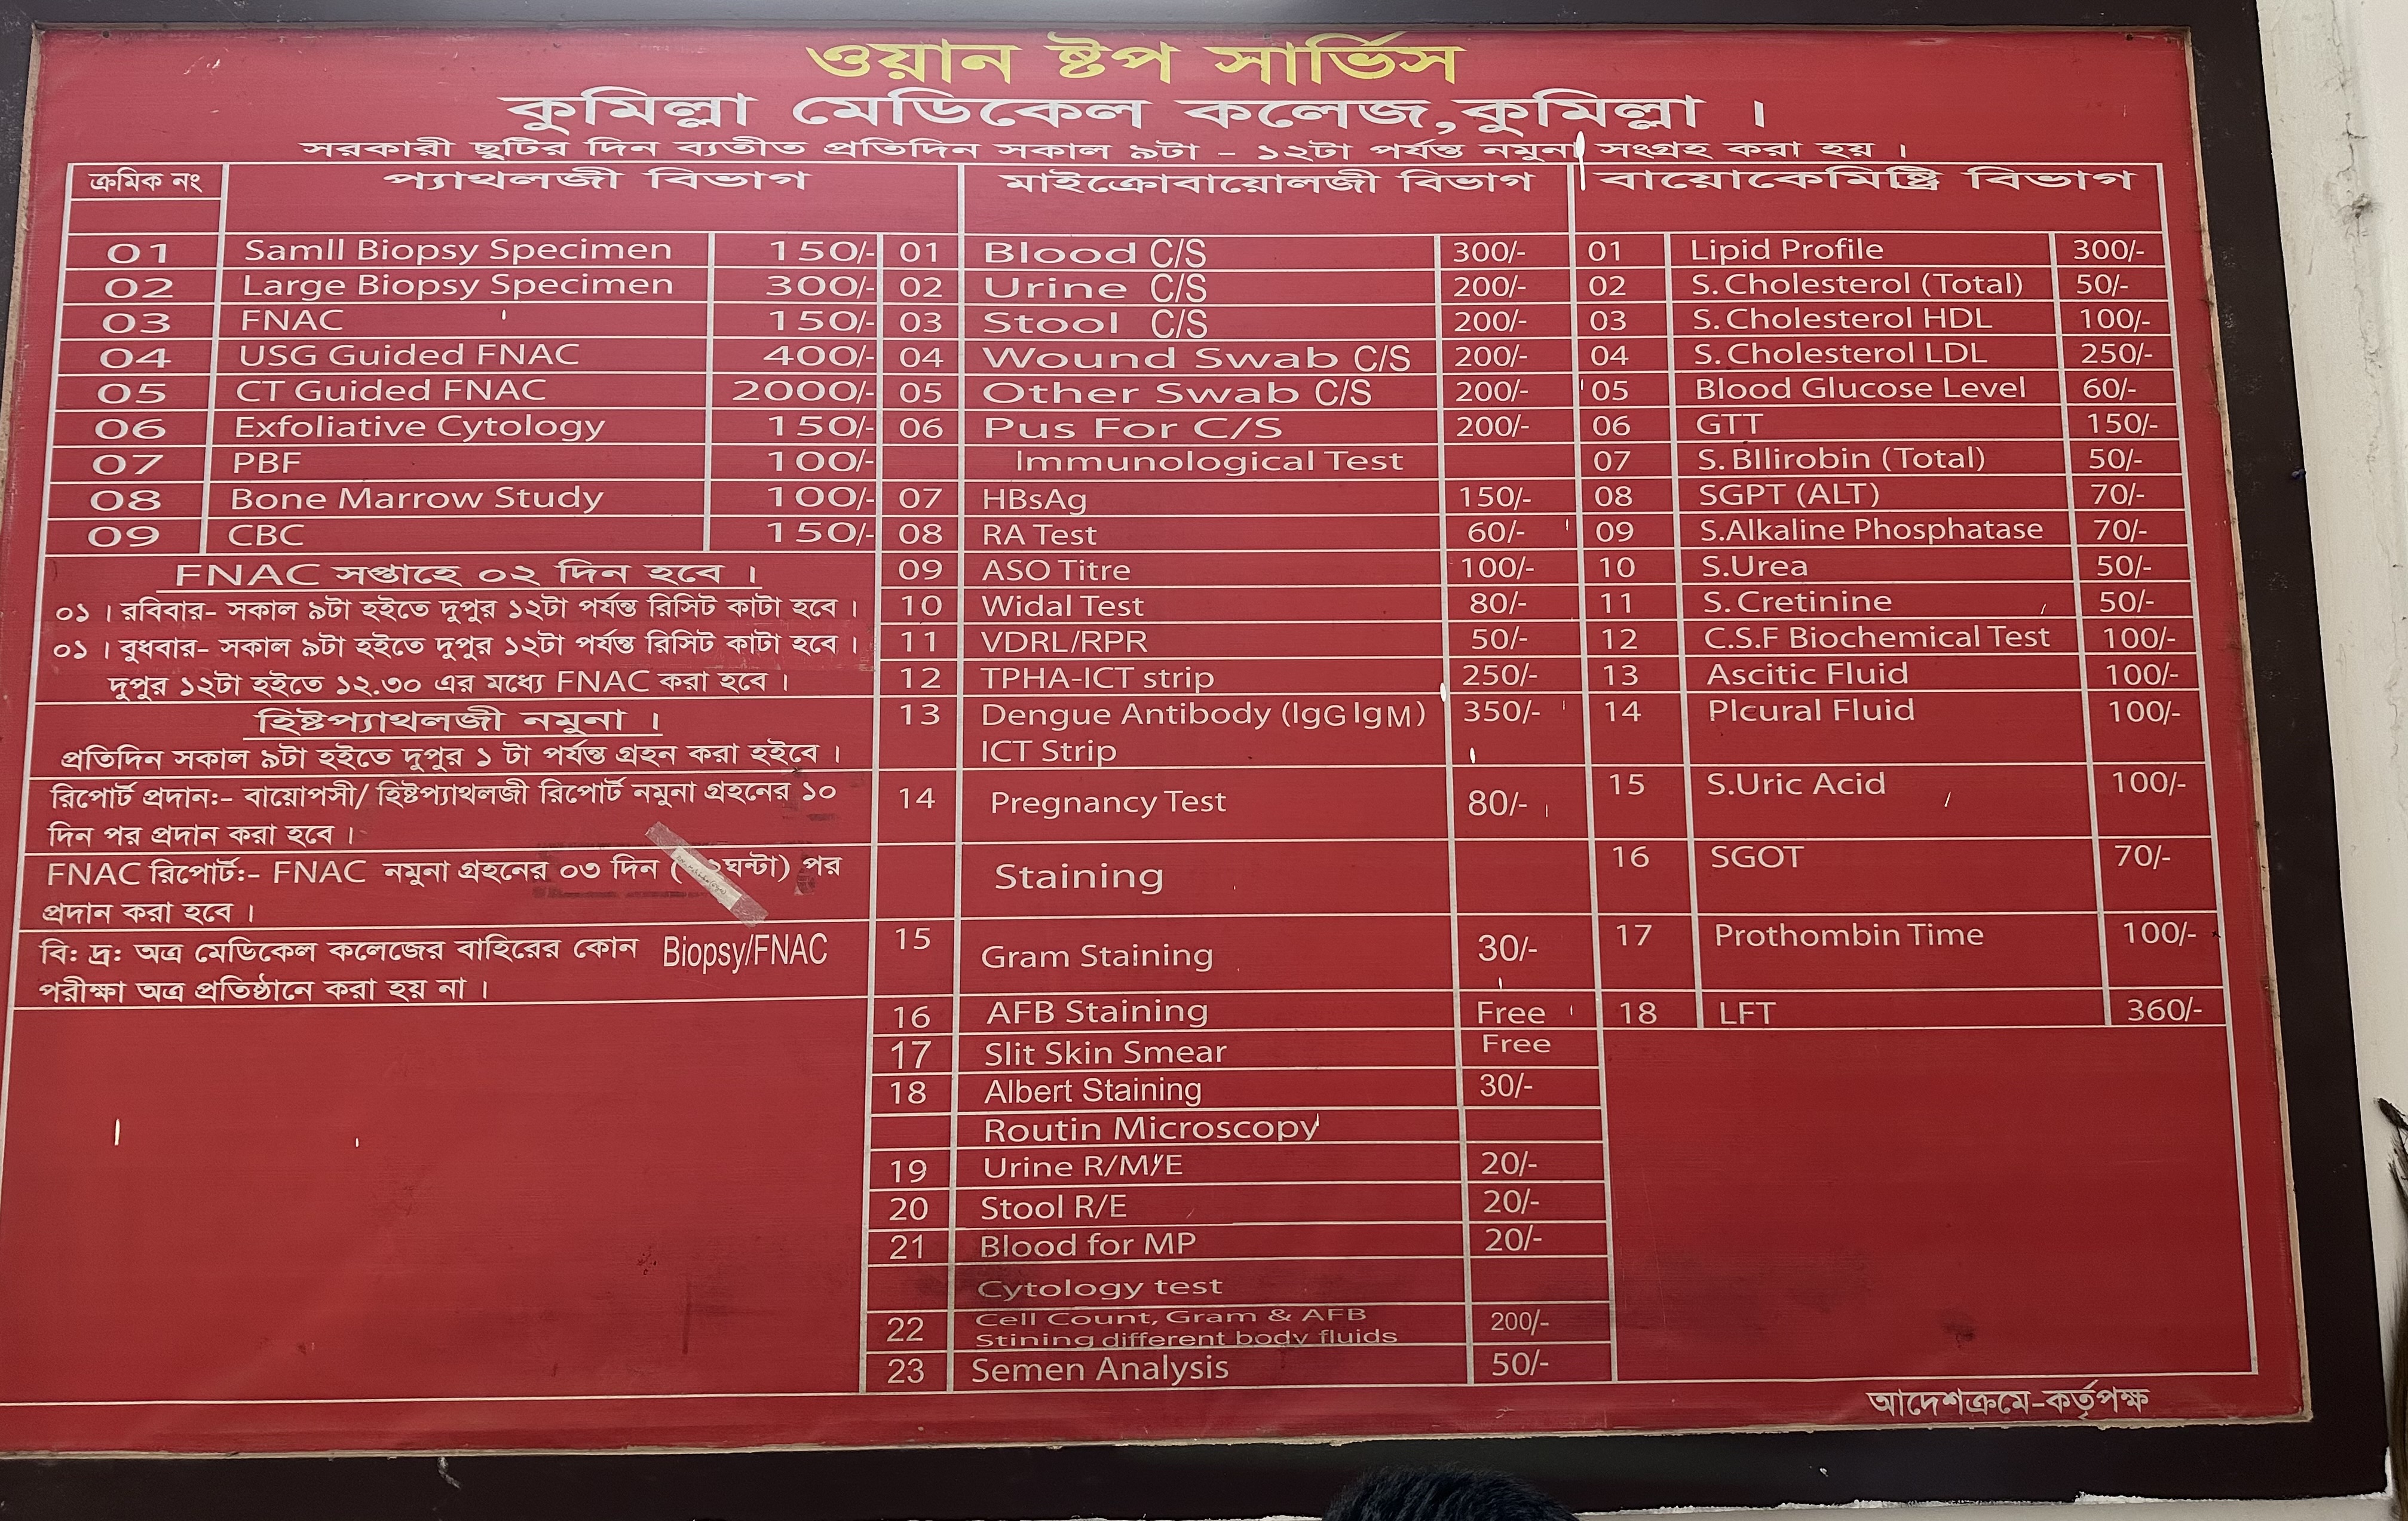 ওয়ান ষ্টপ সার্ভিস
কুমিল্লা মেডিকেল কলেজ,কুমিল্লা ।
সরকারী ছুটির দিন ব্যতীত প্রতিদিন সকাল ৯টা - ১২টা পর্যন্ত নমুনা সংগ্রহ করা হয় ।
ক্রমিক নং
প্যাথলজী বিভাগ
01 Samll Biopsy Specimen 150/-
02 Large Biopsy Specimen 300/-
03 FNAC 150/-
04 USG Guided FNAC 400/-
05 CT Guided FNAC 2000/-
06 Exfoliative Cytology 150/-
07 PBF 100/-
08 Bone Marrow Study 100/-
09 CBC 150/-
FNAC সপ্তাহে ০২ দিন হবে ।
০১ । রবিবার- সকাল ৯টা হইতে দুপুর ১২টা পর্যন্ত রিসিট কাটা হবে ।
০১ । বুধবার- সকাল ৯টা হইতে দুপুর ১২টা পর্যন্ত রিসিট কাটা হবে ।
দুপুর ১২টা হইতে ১২.৩০ এর মধ্যে FNAC করা হবে ।
হিষ্টপ্যাথলজী নমুনা ।
প্রতিদিন সকাল ৯টা হইতে দুপুর ১ টা পর্যন্ত গ্রহন করা হইবে ।
রিপোর্ট প্রদানঃ- বায়োপসী/ হিষ্টপ্যাথলজী রিপোর্ট নমুনা গ্রহনের ১০
দিন পর প্রদান করা হবে ।
FNAC রিপোর্টঃ- FNAC নমুনা গ্রহনের ০৩ দিন ( ঘন্টা) পর
প্রদান করা হবে ।
বি: দ্র: অত্র মেডিকেল কলেজের বাহিরের কোন Biopsy/FNAC
পরীক্ষা অত্র প্রতিষ্ঠানে করা হয় না ।
মাইক্রোবায়োলজী বিভাগ
01 Blood C/S 300/-
02 Urine C/S 200/-
03 Stool C/S 200/-
04 Wound Swab C/S 200/-
05 Other Swab C/S 200/-
06 Pus For C/S 200/-
Immunological Test
07 HBsAg 150/-
08 RA Test 60/-
09 ASO Titre 100/-
10 Widal Test 80/-
11 VDRL/RPR 50/-
12 TPHA-ICT strip 250/-
13 Dengue Antibody (IgG IgM) 350/-
ICT Strip
14 Pregnancy Test 80/-
Staining
15 Gram Staining 30/-
16 AFB Staining Free
17 Slit Skin Smear Free
18 Albert Staining 30/-
Routin Microscopy
19 Urine R/M/E 20/-
20 Stool R/E 20/-
21 Blood for MP 20/-
Cytology test
22 Cell Count, Gram & AFB 200/-
Stining different body fluids
23 Semen Analysis 50/-
বায়োকেমিষ্ট্রি বিভাগ
01 Lipid Profile 300/-
02 S. Cholesterol (Total) 50/-
03 S. Cholesterol HDL 100/-
04 S. Cholesterol LDL 250/-
05 Blood Glucose Level 60/-
06 GTT 150/-
07 S. BIlirobin (Total) 50/-
08 SGPT (ALT) 70/-
09 S.Alkaline Phosphatase 70/-
10 S.Urea 50/-
11 S. Cretinine 50/-
12 C.S.F Biochemical Test 100/-
13 Ascitic Fluid 100/-
14 Plcural Fluid 100/-
15 S.Uric Acid 100/-
16 SGOT 70/-
17 Prothombin Time 100/-
18 LFT 360/-
আদেশক্রমে-কর্তৃপক্ষ